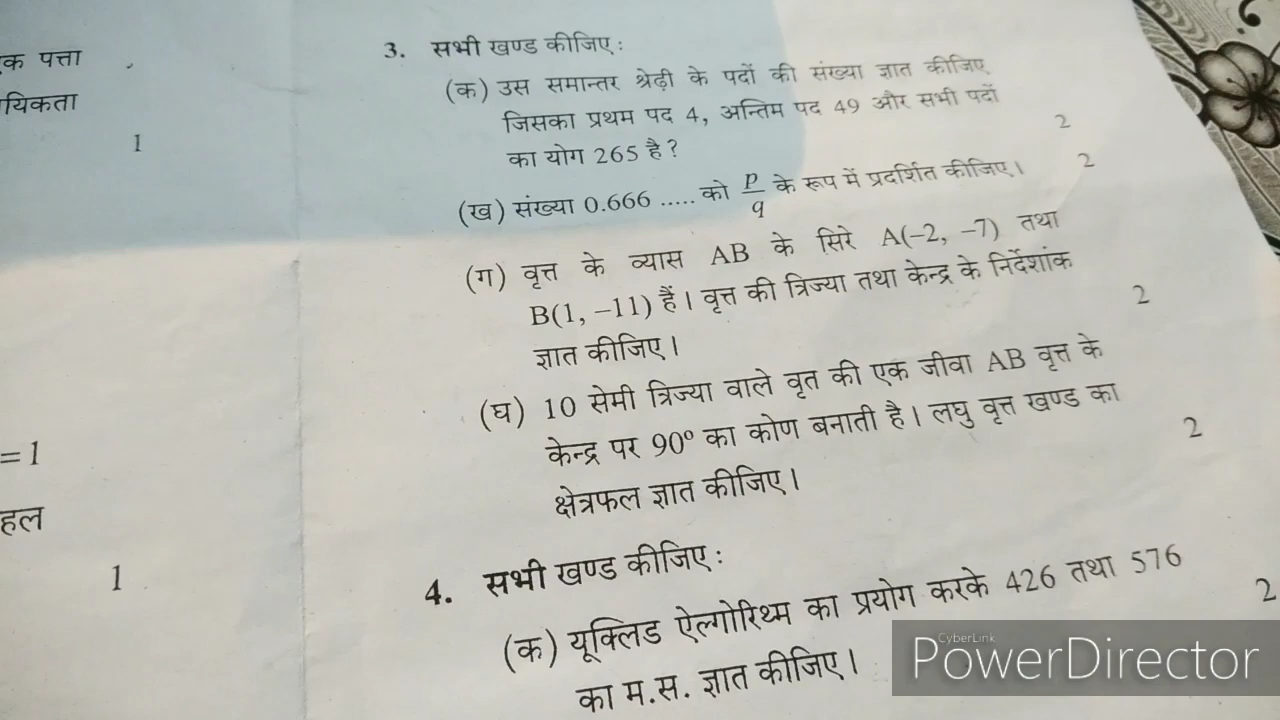 क पत्ता
यिकता
1
= 1
हल
1
3. सभी खण्ड कीजिए :
(क) उस समान्तर श्रेढ़ी के पदों की संख्या ज्ञात कीजिए
जिसका प्रथम पद 4, अन्तिम पद 49 और सभी पदों
का योग 265 है ? 2
(ख) संख्या 0.666 ..... को p/q के रूप में प्रदर्शित कीजिए । 2
(ग) वृत्त के व्यास AB के सिरे A(–2, –7) तथा
B(1, –11) हैं । वृत्त की त्रिज्या तथा केन्द्र के निर्देशांक
ज्ञात कीजिए । 2
(घ) 10 सेमी त्रिज्या वाले वृत की एक जीवा AB वृत्त के
केन्द्र पर 90° का कोण बनाती है । लघु वृत्त खण्ड का
क्षेत्रफल ज्ञात कीजिए । 2
4. सभी खण्ड कीजिए :
(क) यूक्लिड ऐल्गोरिथ्म का प्रयोग करके 426 तथा 576
का म.स. ज्ञात कीजिए । 2
CyberLink
PowerDirector